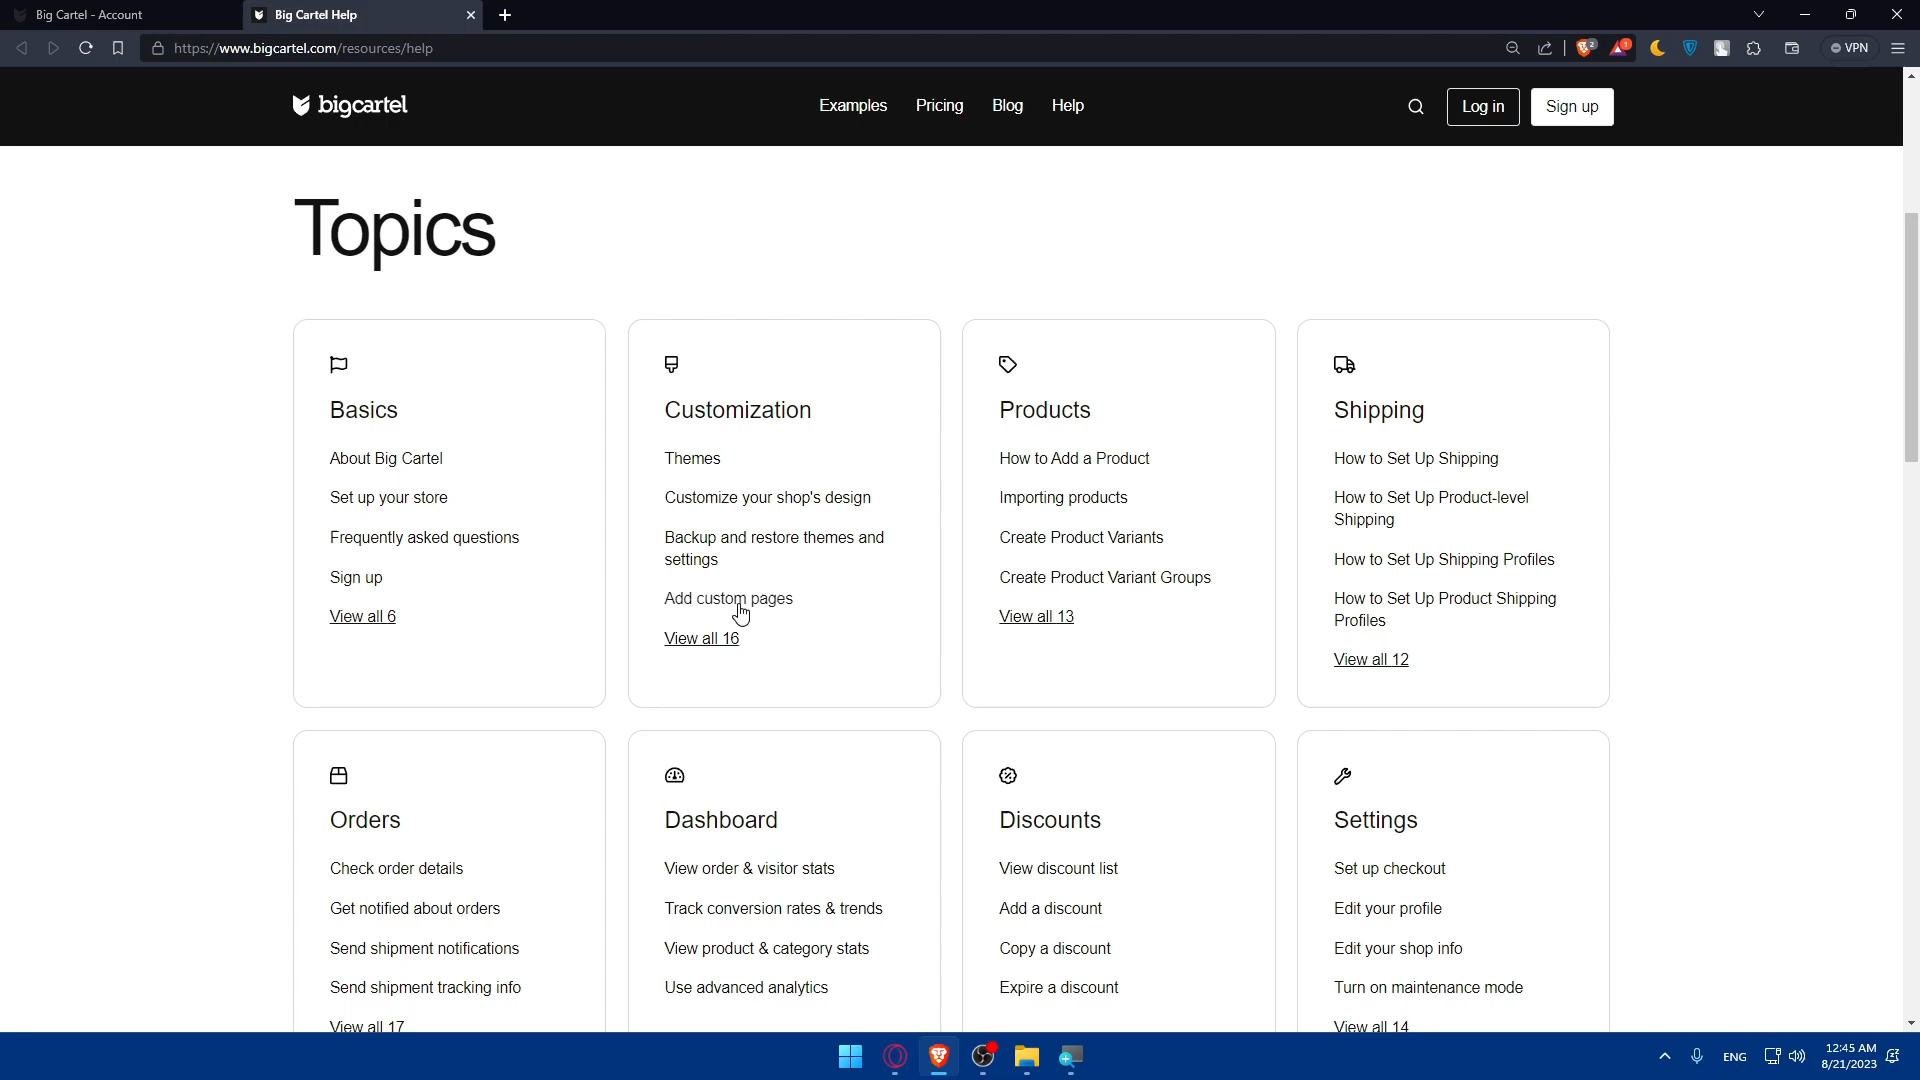 Big Cartel - Account
Big Cartel Help
https://www.bigcartel.com/resources/help
2
1
VPN
bigcartel
Examples
Pricing
Blog
Help
Log in
Sign up
Topics
Basics
About Big Cartel
Set up your store
Frequently asked questions
Sign up
View all 6
Customization
Themes
Customize your shop's design
Backup and restore themes and
settings
Add custom pages
View all 16
Products
How to Add a Product
Importing products
Create Product Variants
Create Product Variant Groups
View all 13
Shipping
How to Set Up Shipping
How to Set Up Product-level
Shipping
How to Set Up Shipping Profiles
How to Set Up Product Shipping
Profiles
View all 12
Orders
Check order details
Get notified about orders
Send shipment notifications
Send shipment tracking info
View all 17
Dashboard
View order & visitor stats
Track conversion rates & trends
View product & category stats
Use advanced analytics
Discounts
View discount list
Add a discount
Copy a discount
Expire a discount
Settings
Set up checkout
Edit your profile
Edit your shop info
Turn on maintenance mode
View all 14
ENG
12:45 AM
8/21/2023